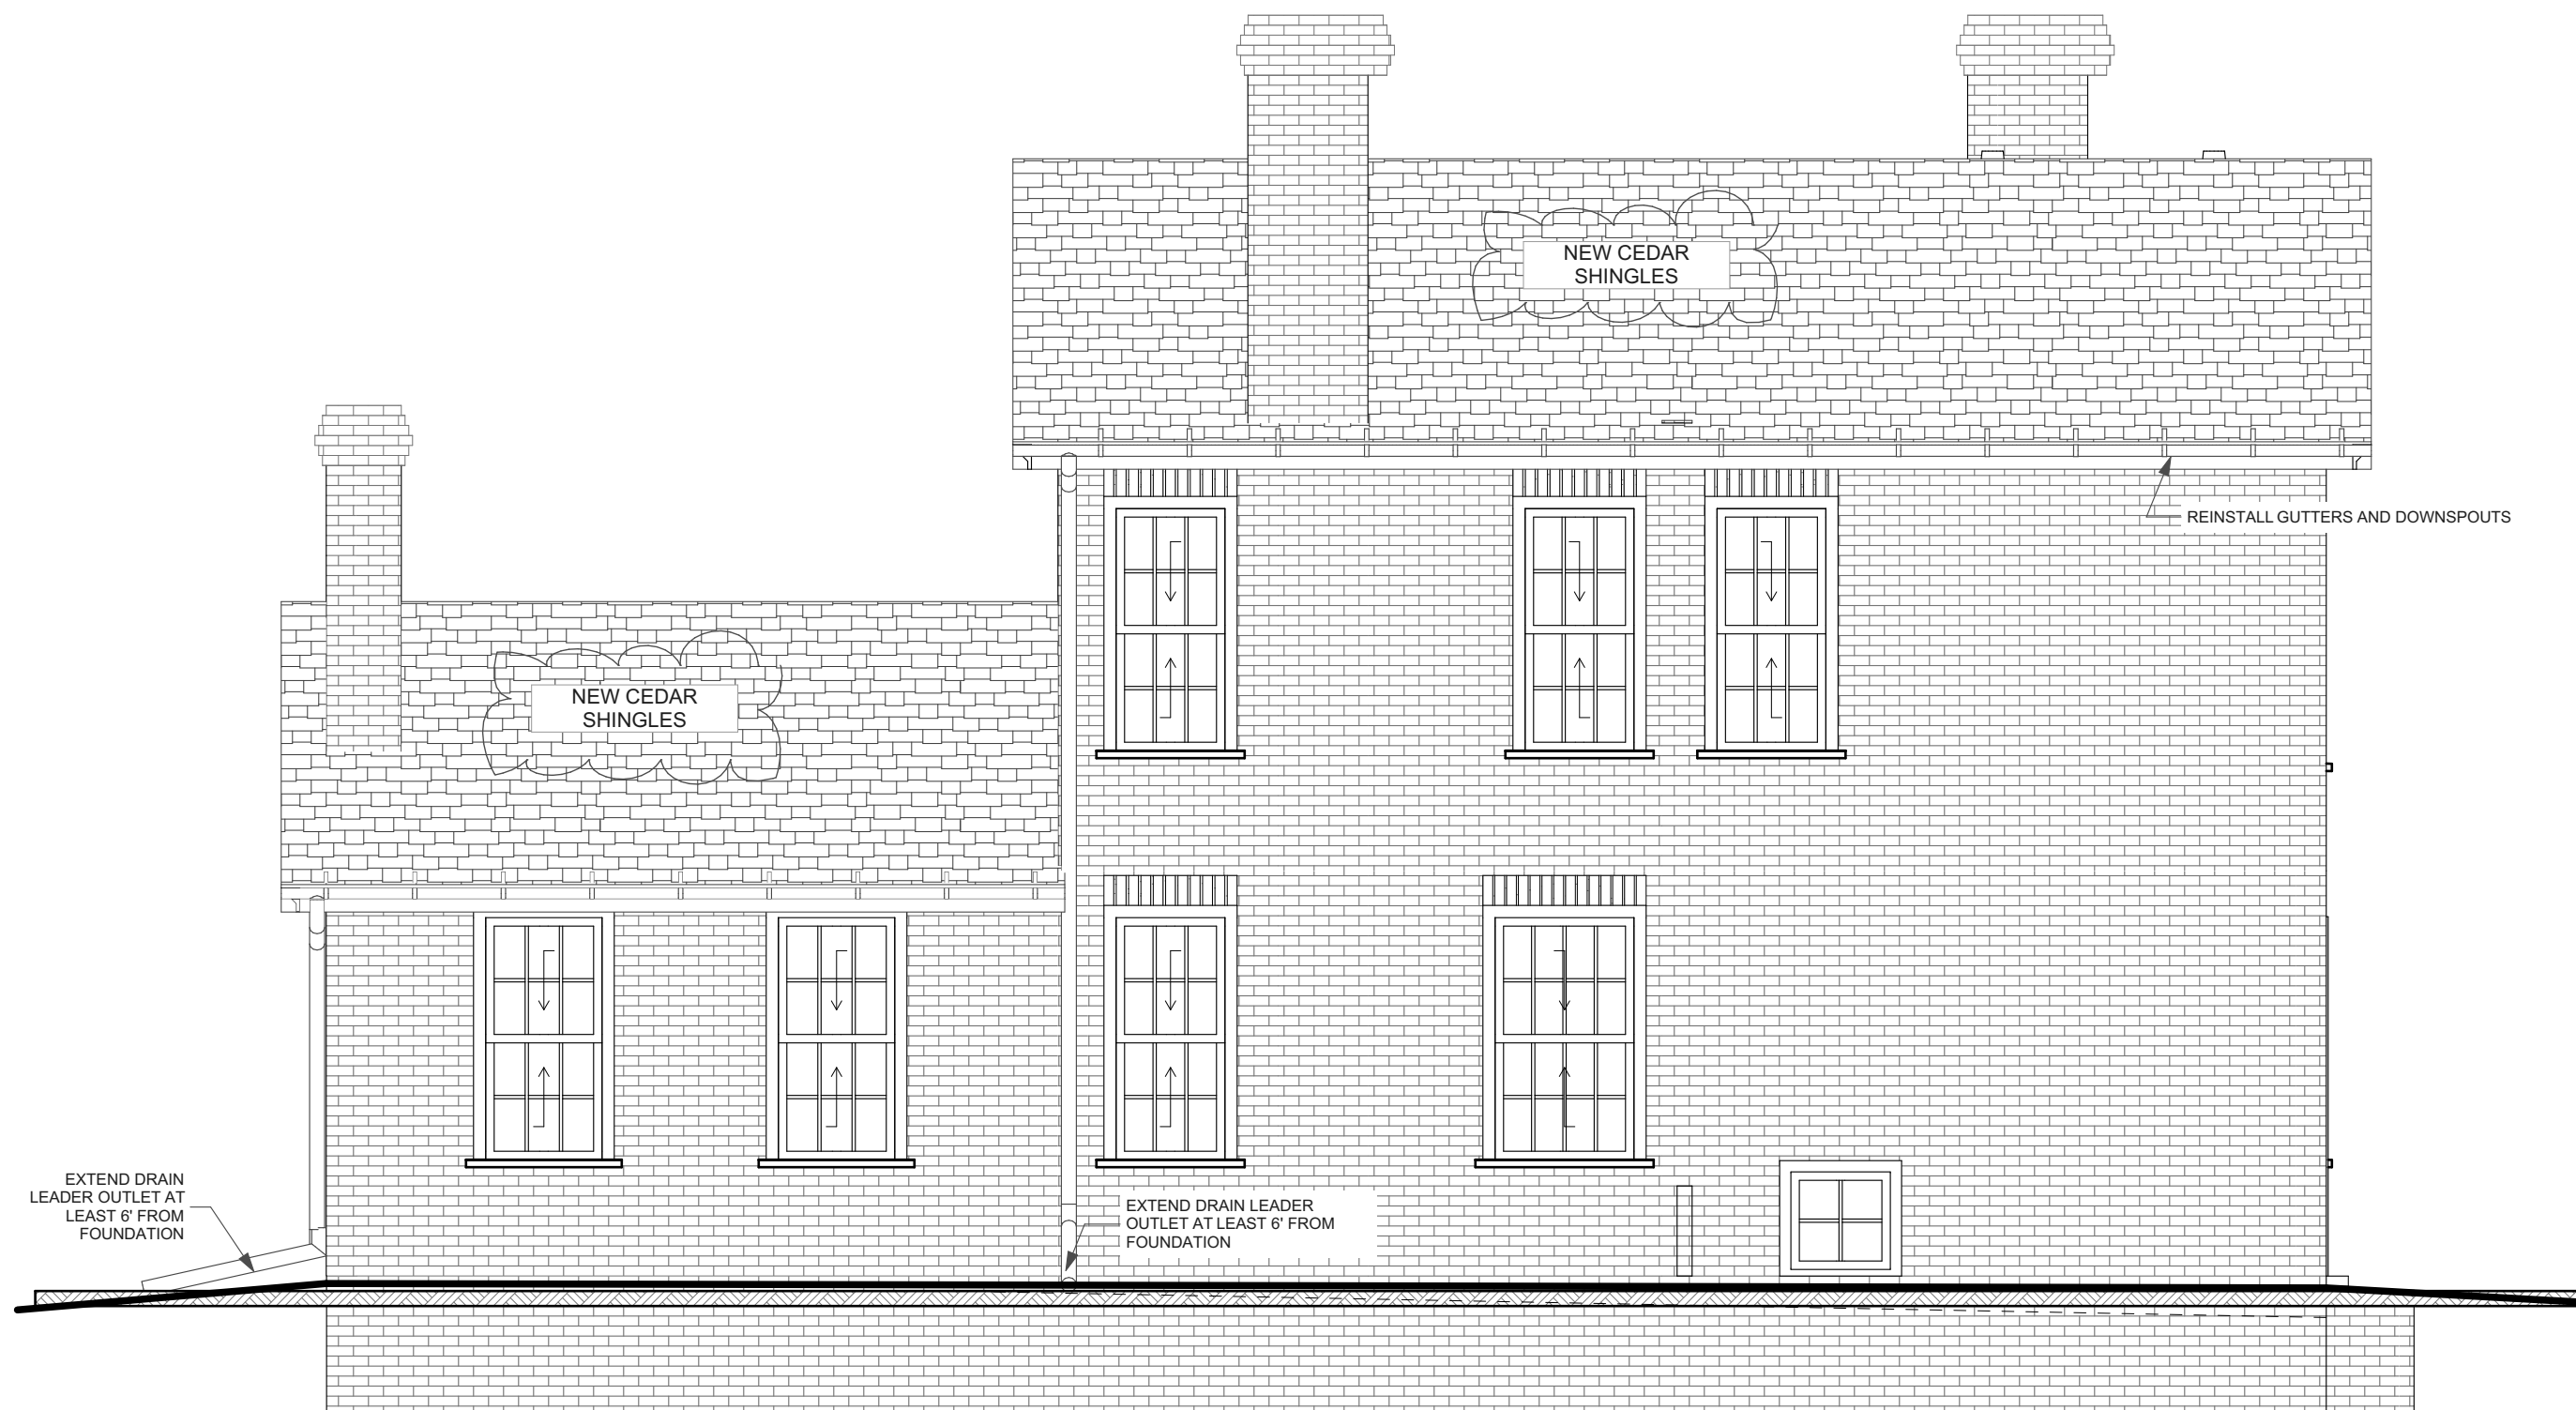 NEW CEDAR
SHINGLES
REINSTALL GUTTERS AND DOWNSPOUTS
NEW CEDAR
SHINGLES
EXTEND DRAIN
LEADER OUTLET AT
LEAST 6' FROM
FOUNDATION
EXTEND DRAIN LEADER
OUTLET AT LEAST 6' FROM
FOUNDATION